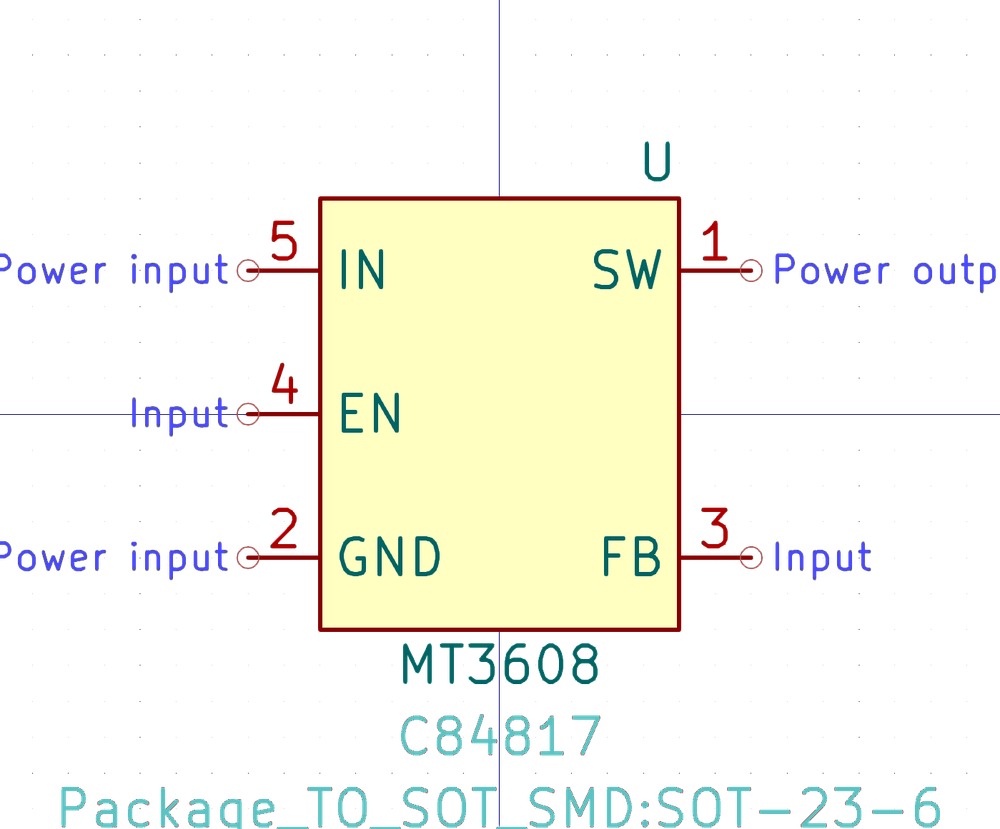 U
5 IN SW 1
Power input Power outp
4 EN
Input
2 GND FB 3
Power input Input
MT3608
C84817
Package_TO_SOT_SMD:SOT-23-6